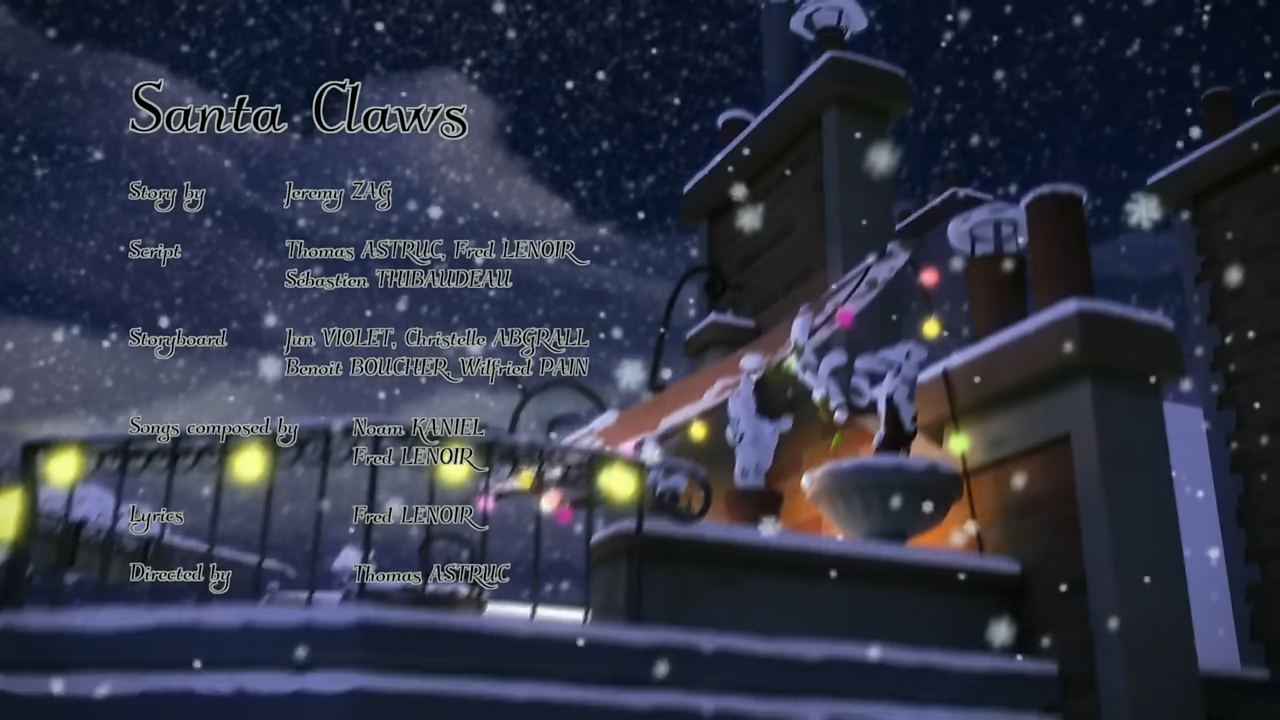 Santa Claws
Story by Jeremy ZAG
Script Thomas ASTRUC, Fred LENOIR
Sébastien THIBAUDEAU
Storyboard Jun VIOLET, Christelle ABGRALL
Benoit BOUCHER, Wilfried PAIN
Songs composed by Noam KANIEL
Fred LENOIR
Lyrics Fred LENOIR
Directed by Thomas ASTRUC